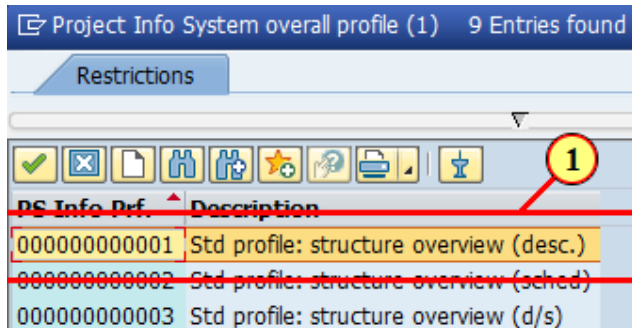 Project Info System overall profile (1) 9 Entries found
Restrictions
1
PS Info Prf. Description
000000000001 Std profile: structure overview (desc.)
000000000002 Std profile: structure overview (sched)
000000000003 Std profile: structure overview (d/s)